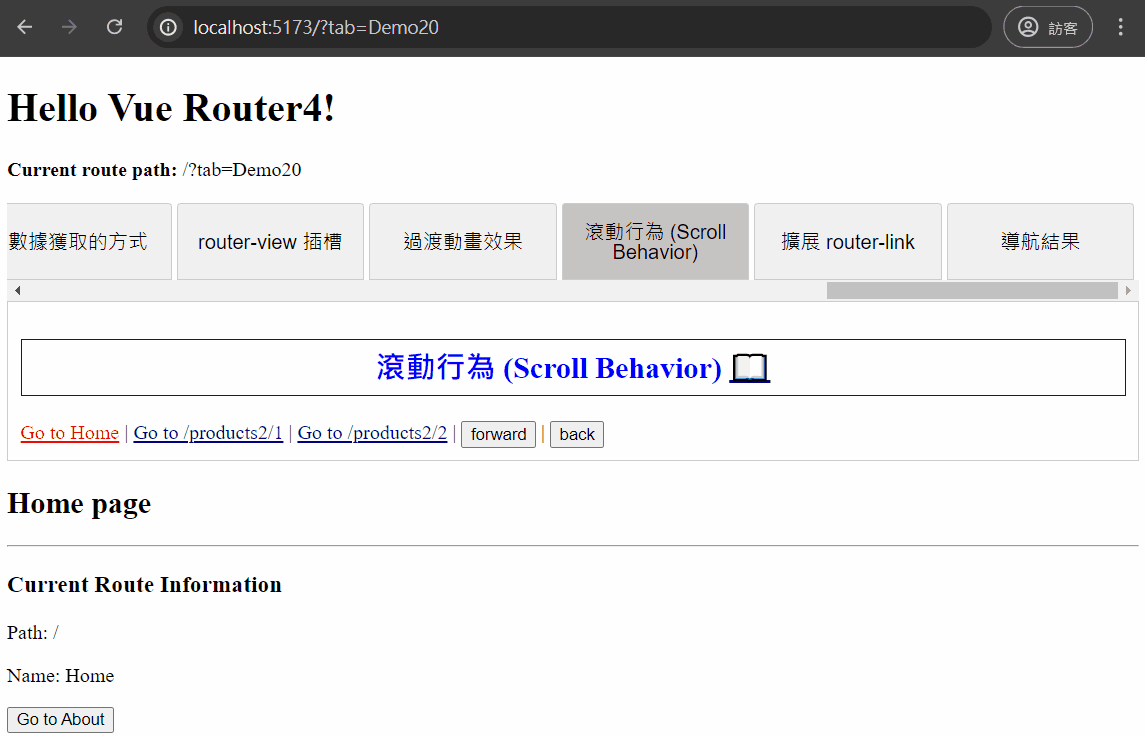 localhost:5173/?tab=Demo20
訪客
Hello Vue Router4!
Current route path: /?tab=Demo20
數據獲取的方式
router-view 插槽
過渡動畫效果
滾動行為 (Scroll
Behavior)
擴展 router-link
導航結果
滾動行為 (Scroll Behavior)
Go to Home | Go to /products2/1 | Go to /products2/2 | forward | back
Home page
Current Route Information
Path: /
Name: Home
Go to About